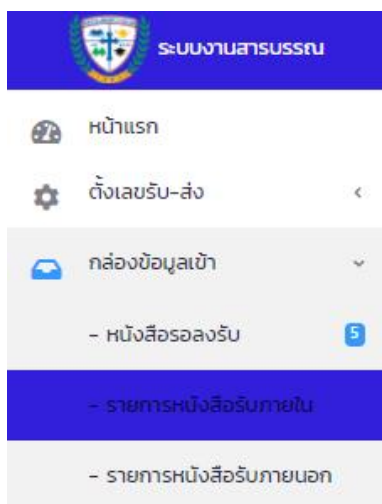 ระบบงานสารบรรณ
หน้าแรก
ตั้งเลขรับ-ส่ง
กล่องข้อมูลเข้า
- หนังสือรอลงรับ 5
- รายการหนังสือรับภายใน
- รายการหนังสือรับภายนอก